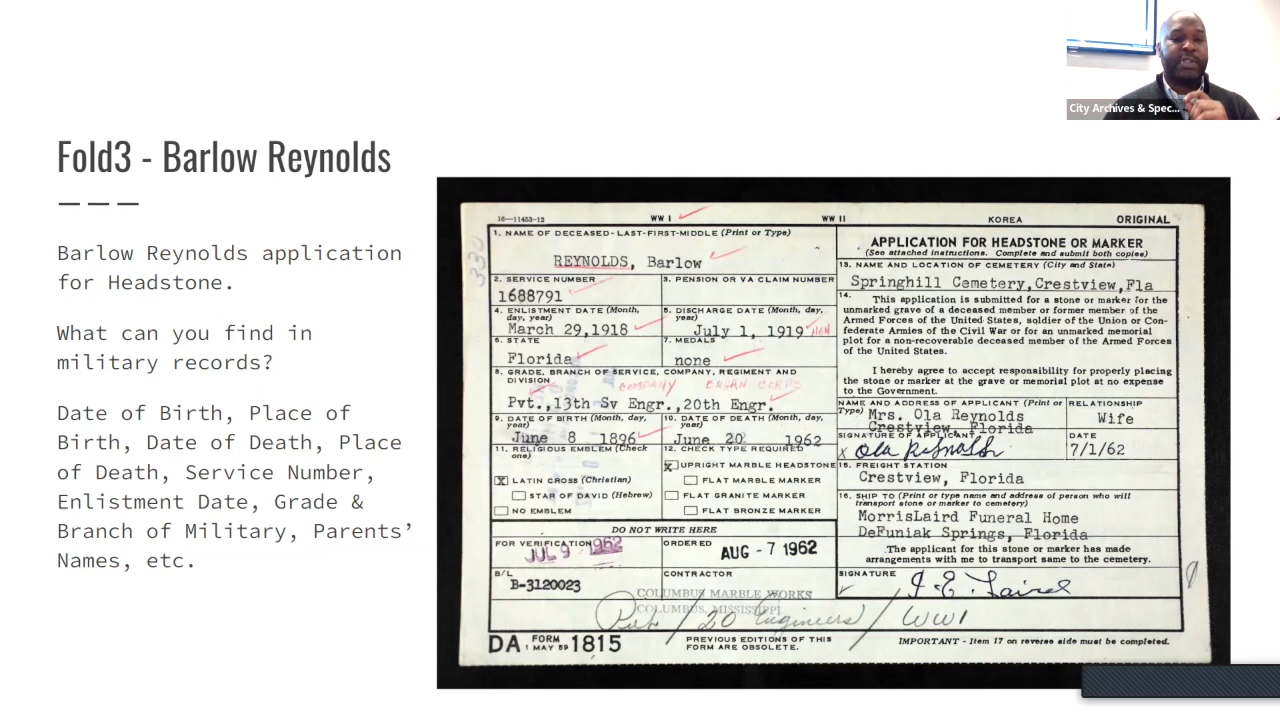 City Archives & Spec...
Fold3 - Barlow Reynolds
Barlow Reynolds application
for Headstone.
What can you find in
military records?
Date of Birth, Place of
Birth, Date of Death, Place
of Death, Service Number,
Enlistment Date, Grade &
Branch of Military, Parents’
Names, etc.
16—11453-12
WW I
WW II
KOREA
ORIGINAL
1. NAME OF DECEASED - LAST-FIRST-MIDDLE (Print or Type)
REYNOLDS, Barlow
2. SERVICE NUMBER
1688791
3. PENSION OR VA CLAIM NUMBER
4. ENLISTMENT DATE (Month, day, year)
March 29,1918
5. DISCHARGE DATE (Month, day, year)
July 1, 1919
HON
6. STATE
Florida
7. MEDALS
none
8. GRADE, BRANCH OF SERVICE, COMPANY, REGIMENT AND
DIVISION
COMPANY ENGRN CORPS
Pvt.,13th Sv Engr.,20th Engr.
9. DATE OF BIRTH (Month, day, year)
June 8 1896
10. DATE OF DEATH (Month, day, year)
June 20 1962
11. RELIGIOUS EMBLEM (Check one)
X LATIN CROSS (Christian)
STAR OF DAVID (Hebrew)
NO EMBLEM
12. CHECK TYPE REQUIRED
X UPRIGHT MARBLE HEADSTONE
FLAT MARBLE MARKER
FLAT GRANITE MARKER
FLAT BRONZE MARKER
DO NOT WRITE HERE
FOR VERIFICATION
JUL 9 1962
ORDERED
AUG -7 1962
B/L
B-3120023
CONTRACTOR
COLUMBUS MARBLE WORKS
COLUMBUS, MISSISSIPPI
APPLICATION FOR HEADSTONE OR MARKER
(See attached instructions. Complete and submit both copies)
13. NAME AND LOCATION OF CEMETERY (City and State)
Springhill Cemetery,Crestview,Fla
14.
This application is submitted for a stone or marker for the
unmarked grave of a deceased member or former member of the
Armed Forces of the United States, soldier of the Union or Con-
federate Armies of the Civil War or for an unmarked memorial
plot for a non-recoverable deceased member of the Armed Forces
of the United States.
I hereby agree to accept responsibility for properly placing
the stone or marker at the grave or memorial plot at no expense
to the Government.
NAME AND ADDRESS OF APPLICANT (Print or Type)
Mrs. Ola Reynolds
Crestview, Florida
RELATIONSHIP
Wife
SIGNATURE OF APPLICANT
X Ola Reynolds
DATE
7/1/62
15. FREIGHT STATION
Crestview, Florida
16. SHIP TO (Print or type name and address of person who will
transport stone or marker to cemetery)
MorrisLaird Funeral Home
DeFuniak Springs, Florida
The applicant for this stone or marker has made
arrangements with me to transport same to the cemetery.
SIGNATURE
Pvt / 20 Engineers / WW1
DA FORM 1 MAY 59 1815
PREVIOUS EDITIONS OF THIS
FORM ARE OBSOLETE.
IMPORTANT - Item 17 on reverse side must be completed.